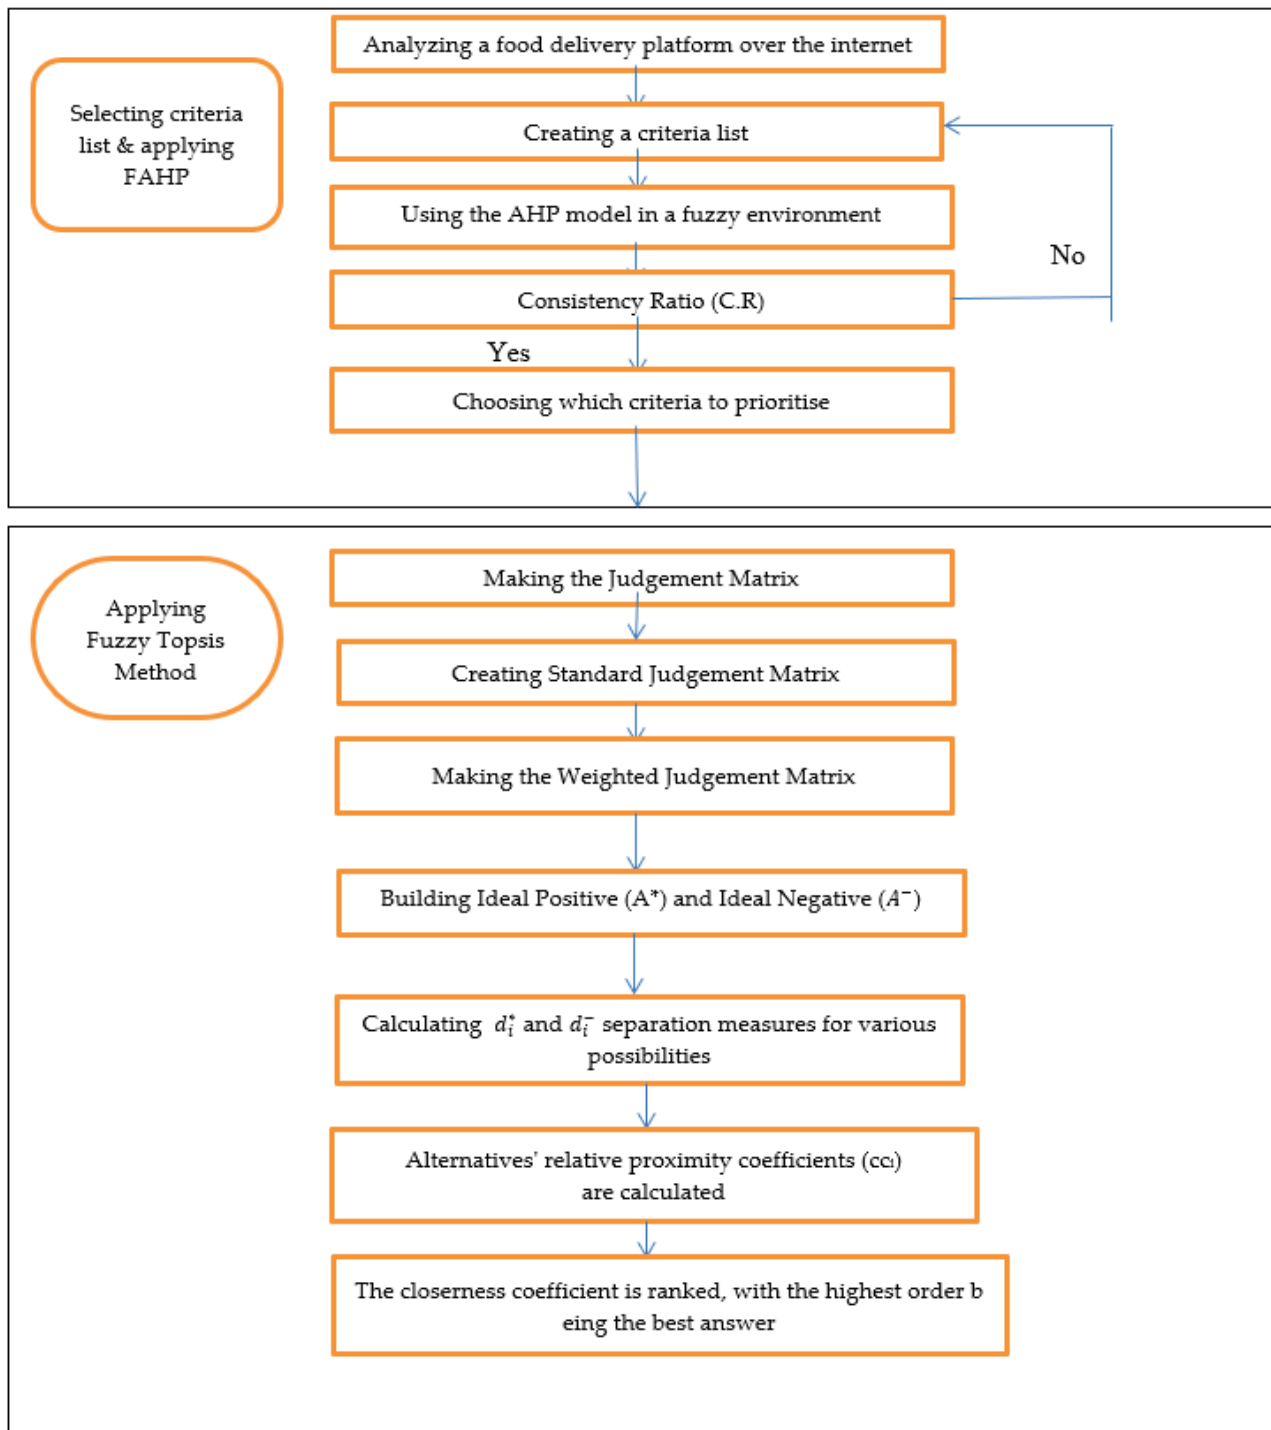 Analyzing a food delivery platform over the internet
Selecting criteria
list & applying
FAHP
Creating a criteria list
Using the AHP model in a fuzzy environment
No
Consistency Ratio (C.R)
Yes
Choosing which criteria to prioritise
Applying
Fuzzy Topsis
Method
Making the Judgement Matrix
Creating Standard Judgement Matrix
Making the Weighted Judgement Matrix
Building Ideal Positive (A*) and Ideal Negative (A⁻)
Calculating dᵢ* and dᵢ⁻ separation measures for various
possibilities
Alternatives' relative proximity coefficients (ccᵢ)
are calculated
The closerness coefficient is ranked, with the highest order b
eing the best answer